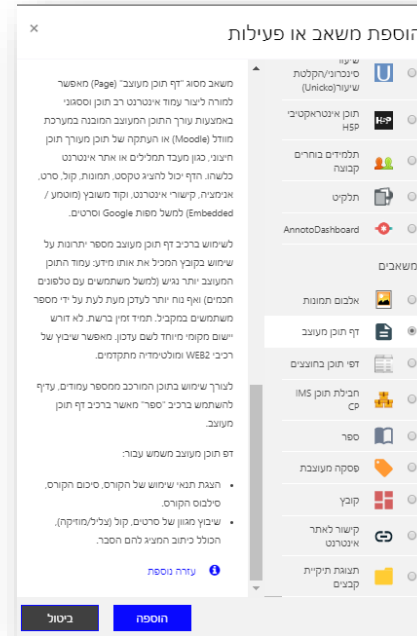 הוספת משאב או פעילות
×
שיעור
סינכרוני/הקלטת
שיעור(Unicko)
תוכן אינטראקטיבי
H5P
תלמידים בוחרים
קבוצה
תלקיט
AnnotoDashboard
משאבים
אלבום תמונות
דף תוכן מעוצב
דפי תוכן בחוצצים
חבילת תוכן IMS
CP
ספר
פסקה מעוצבת
קובץ
קישור לאתר
אינטרנט
תצוגת תיקיית
קבצים
משאב מסוג "דף תוכן מעוצב" (Page) מאפשר
למורה ליצור עמוד אינטרנט רב תוכן וססגוני
באמצעות עורך התוכן המעוצב המובנה במערכת
מוודל (Moodle) או העתקה של תוכן מעורך תוכן
חיצוני, כגון מעבד תמלילים או אתר אינטרנט
כלשהו. הדף יכול להציג טקסט, תמונות, קול, סרט,
אנימציה, קישורי אינטרנט, וקוד משובץ (מוטמע /
Embedded) למשל מפות Google וסרטים.
לשימוש ברכיב דף תוכן מעוצב מספר יתרונות על
שימוש בקובץ המכיל את אותו מידע: עמוד התוכן
המעוצב יותר נגיש (למשל משתמשים עם טלפונים
חכמים) ואף נוח יותר לעדכן מעת לעת על ידי מספר
משתמשים במקביל. תמיד זמין ברשת. לא דורש
יישום מקומי מיוחד לשם עדכון. מאפשר שיבוץ של
רכיבי WEB2 ומולטימדיה מתקדמים.
לצורך שימוש בתוכן המורכב ממספר עמודים, עדיף
להשתמש ברכיב "ספר" מאשר ברכיב דף תוכן
מעוצב.
דפ תוכן מעוצב משמש עבור:
• הצגת תנאי שימוש של הקורס, סיכום הקורס,
סילבוס הקורס.
• שיבוץ מגוון של סרטים, קול (צליל/מוזיקה),
הכולל כיתוב המציג להם הסבר.
עזרה נוספת
הוספה
ביטול